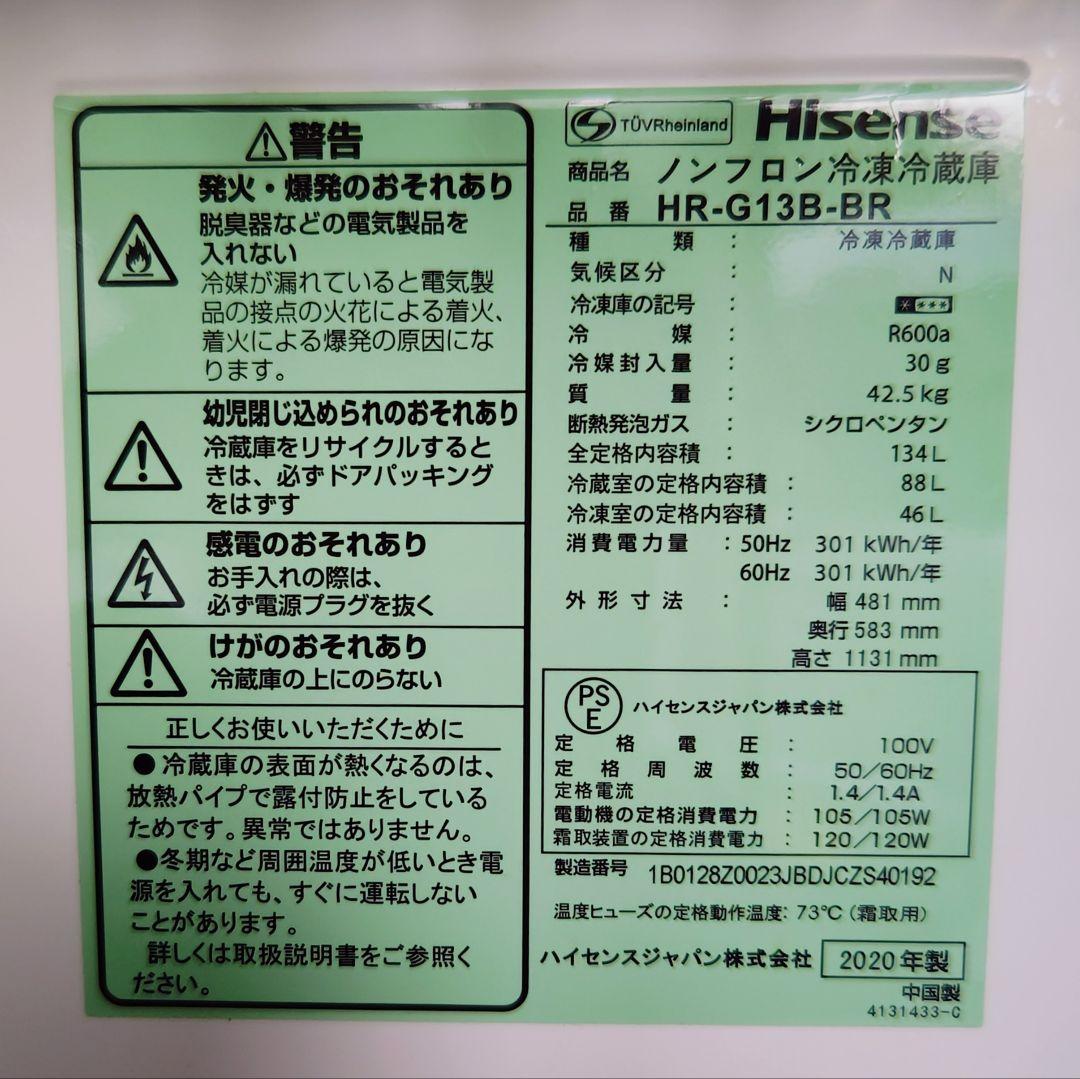 警告
発火・爆発のおそれあり
脱臭器などの電気製品を
入れない
冷媒が漏れていると電気製
品の接点の火花による着火、
着火による爆発の原因にな
ります。
幼児閉じ込められのおそれあり
冷蔵庫をリサイクルすると
きは、必ずドアパッキング
をはずす
感電のおそれあり
お手入れの際は、
必ず電源プラグを抜く
けがのおそれあり
冷蔵庫の上にのらない
正しくお使いいただくために
●冷蔵庫の表面が熱くなるのは、
放熱パイプで露付防止をしている
ためです。異常ではありません。
●冬期など周囲温度が低いとき電
源を入れても、すぐに運転しない
ことがあります。
詳しくは取扱説明書をご参照く
ださい。
TÜVRheinland Hisense
商品名 ノンフロン冷凍冷蔵庫
品番 HR-G13B-BR
種類 : 冷凍冷蔵庫
気候区分 : N
冷凍庫の記号 : * ***
冷媒 : R600a
冷媒封入量 : 30g
質量 : 42.5kg
断熱発泡ガス : シクロペンタン
全定格内容積 : 134L
冷蔵室の定格内容積 : 88L
冷凍室の定格内容積 : 46L
消費電力量 : 50Hz 301 kWh/年
60Hz 301 kWh/年
外形寸法 : 幅 481 mm
奥行 583 mm
高さ 1131mm
PSE ハイセンスジャパン株式会社
定格電圧 : 100V
定格周波数 : 50/60Hz
定格電流 : 1.4/1.4A
電動機の定格消費電力 : 105/105W
霜取装置の定格消費電力 : 120/120W
製造番号 1B0128Z0023JBDJCZS40192
温度ヒューズの定格動作温度: 73℃(霜取用)
ハイセンスジャパン株式会社 2020年製
中国製
4131433-C